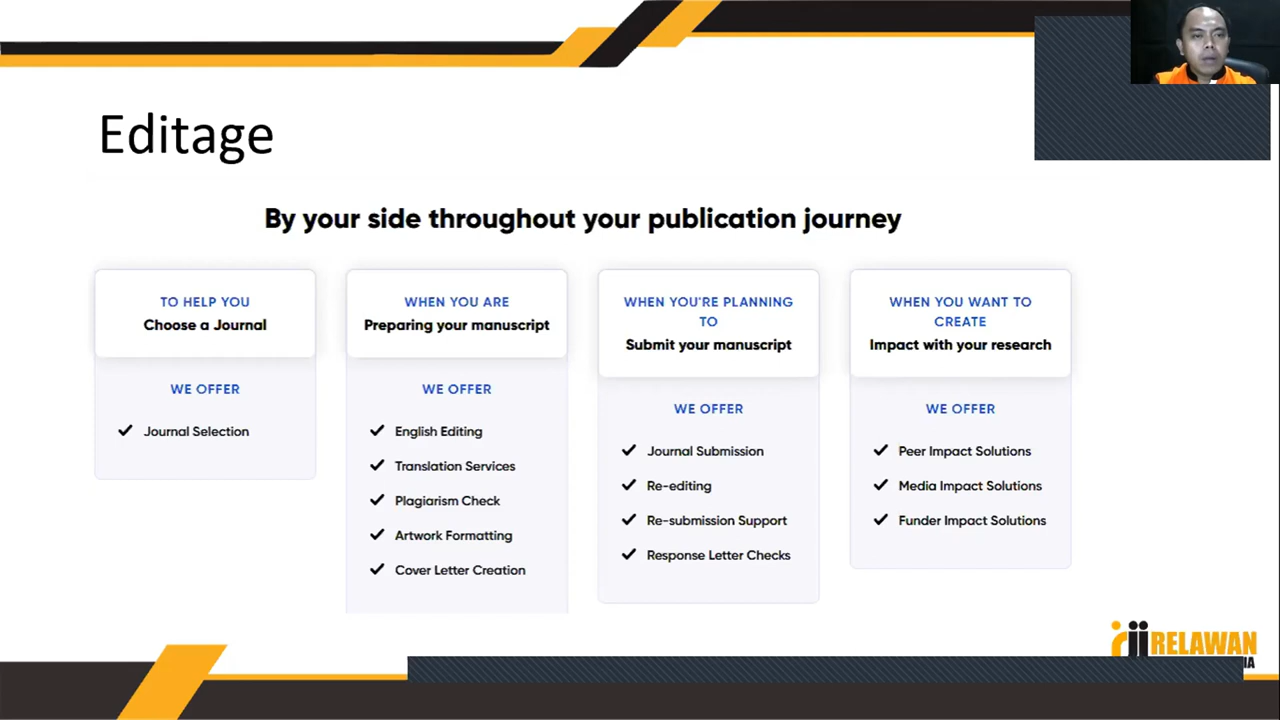 Editage
By your side throughout your publication journey
TO HELP YOU
Choose a Journal
WE OFFER
Journal Selection
WHEN YOU ARE
Preparing your manuscript
WE OFFER
English Editing
Translation Services
Plagiarism Check
Artwork Formatting
Cover Letter Creation
WHEN YOU'RE PLANNING
TO
Submit your manuscript
WE OFFER
Journal Submission
Re-editing
Re-submission Support
Response Letter Checks
WHEN YOU WANT TO
CREATE
Impact with your research
WE OFFER
Peer Impact Solutions
Media Impact Solutions
Funder Impact Solutions
RELAWAN